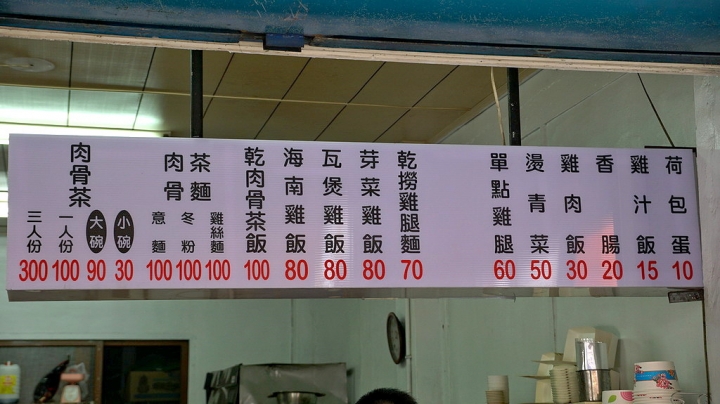 肉骨茶
三人份 300
一人份 100
大碗 90
小碗 30
肉骨茶麵
意麵 100
冬粉 100
雞絲麵 100
乾肉骨茶飯 100
海南雞飯 80
瓦煲雞飯 80
芽菜雞飯 80
乾撈雞腿麵 70
單點雞腿 60
燙青菜 50
雞肉飯 30
香腸 20
雞汁飯 15
荷包蛋 10